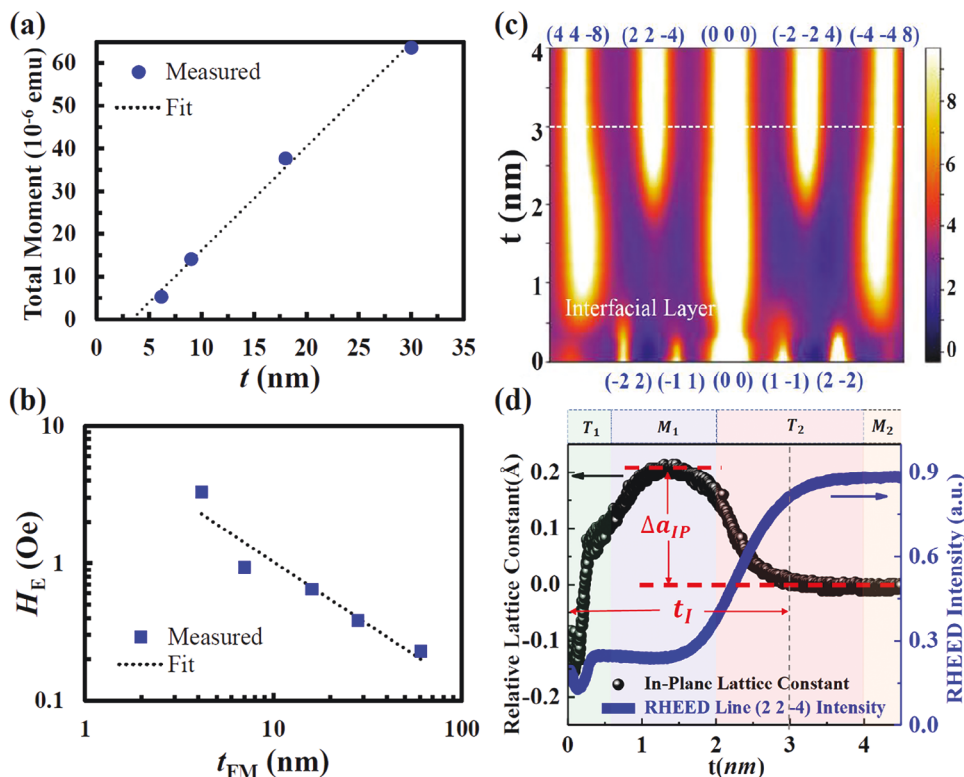 (a)
Total Moment (10-6 emu)
60
50
40
30
20
10
0
Measured
Fit
0 5 10 15 20 25 30 35
t (nm)
(b)
HE (Oe)
10
1
0.1
Measured
Fit
1 10 100
tFM (nm)
(c)
(4 4 -8) (2 2 -4) (0 0 0) (-2 -2 4) (-4 -4 8)
t (nm)
4
3
2
1
0
Interfacial Layer
(-2 2) (-1 1) (0 0) (1 -1) (2 -2)
8
6
4
2
0
(d)
T1 M1 T2 M2
Relative Lattice Constant(Å)
0.2
0.1
0.0
-0.1
-0.2
ΔaIP
tI
In-Plane Lattice Constant
RHEED Line (2 2 -4) Intensity
0.9
0.6
0.3
0.0
RHEED Intensity (a.u.)
0 1 2 3 4
t(nm)